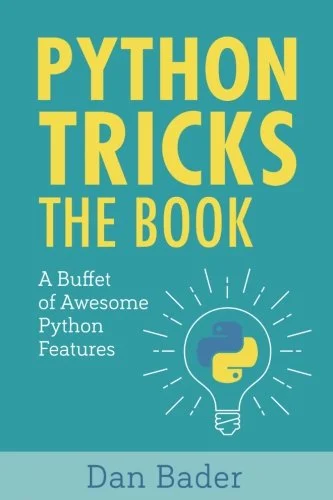 PYTHON
TRICKS
THE BOOK
A Buffet
of Awesome
Python
Features
Dan Bader